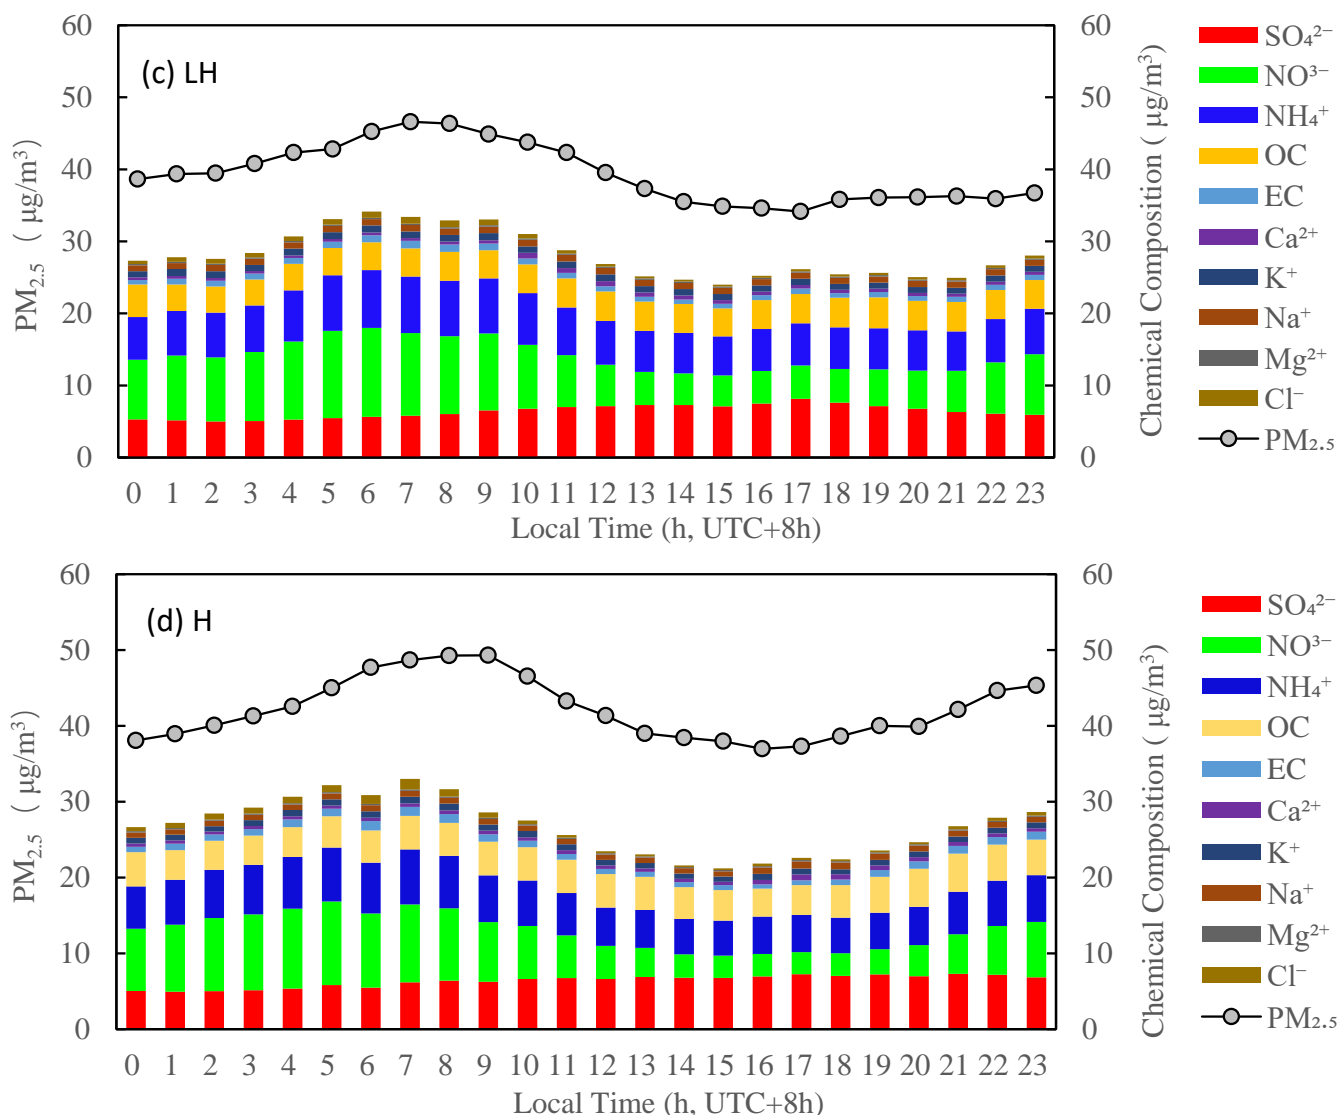 (c) LH
PM₂.₅ ( μg/m³)
60
50
40
30
20
10
0
60
50
40
30
20
10
0
Chemical Composition ( μg/m³)
0 1 2 3 4 5 6 7 8 9 10 11 12 13 14 15 16 17 18 19 20 21 22 23
Local Time (h, UTC+8h)
SO₄²⁻
NO³⁻
NH₄⁺
OC
EC
Ca²⁺
K⁺
Na⁺
Mg²⁺
Cl⁻
PM₂.₅
(d) H
PM₂.₅ ( μg/m³)
60
50
40
30
20
10
0
60
50
40
30
20
10
0
Chemical Composition ( μg/m³)
0 1 2 3 4 5 6 7 8 9 10 11 12 13 14 15 16 17 18 19 20 21 22 23
Local Time (h, UTC+8h)
SO₄²⁻
NO³⁻
NH₄⁺
OC
EC
Ca²⁺
K⁺
Na⁺
Mg²⁺
Cl⁻
PM₂.₅